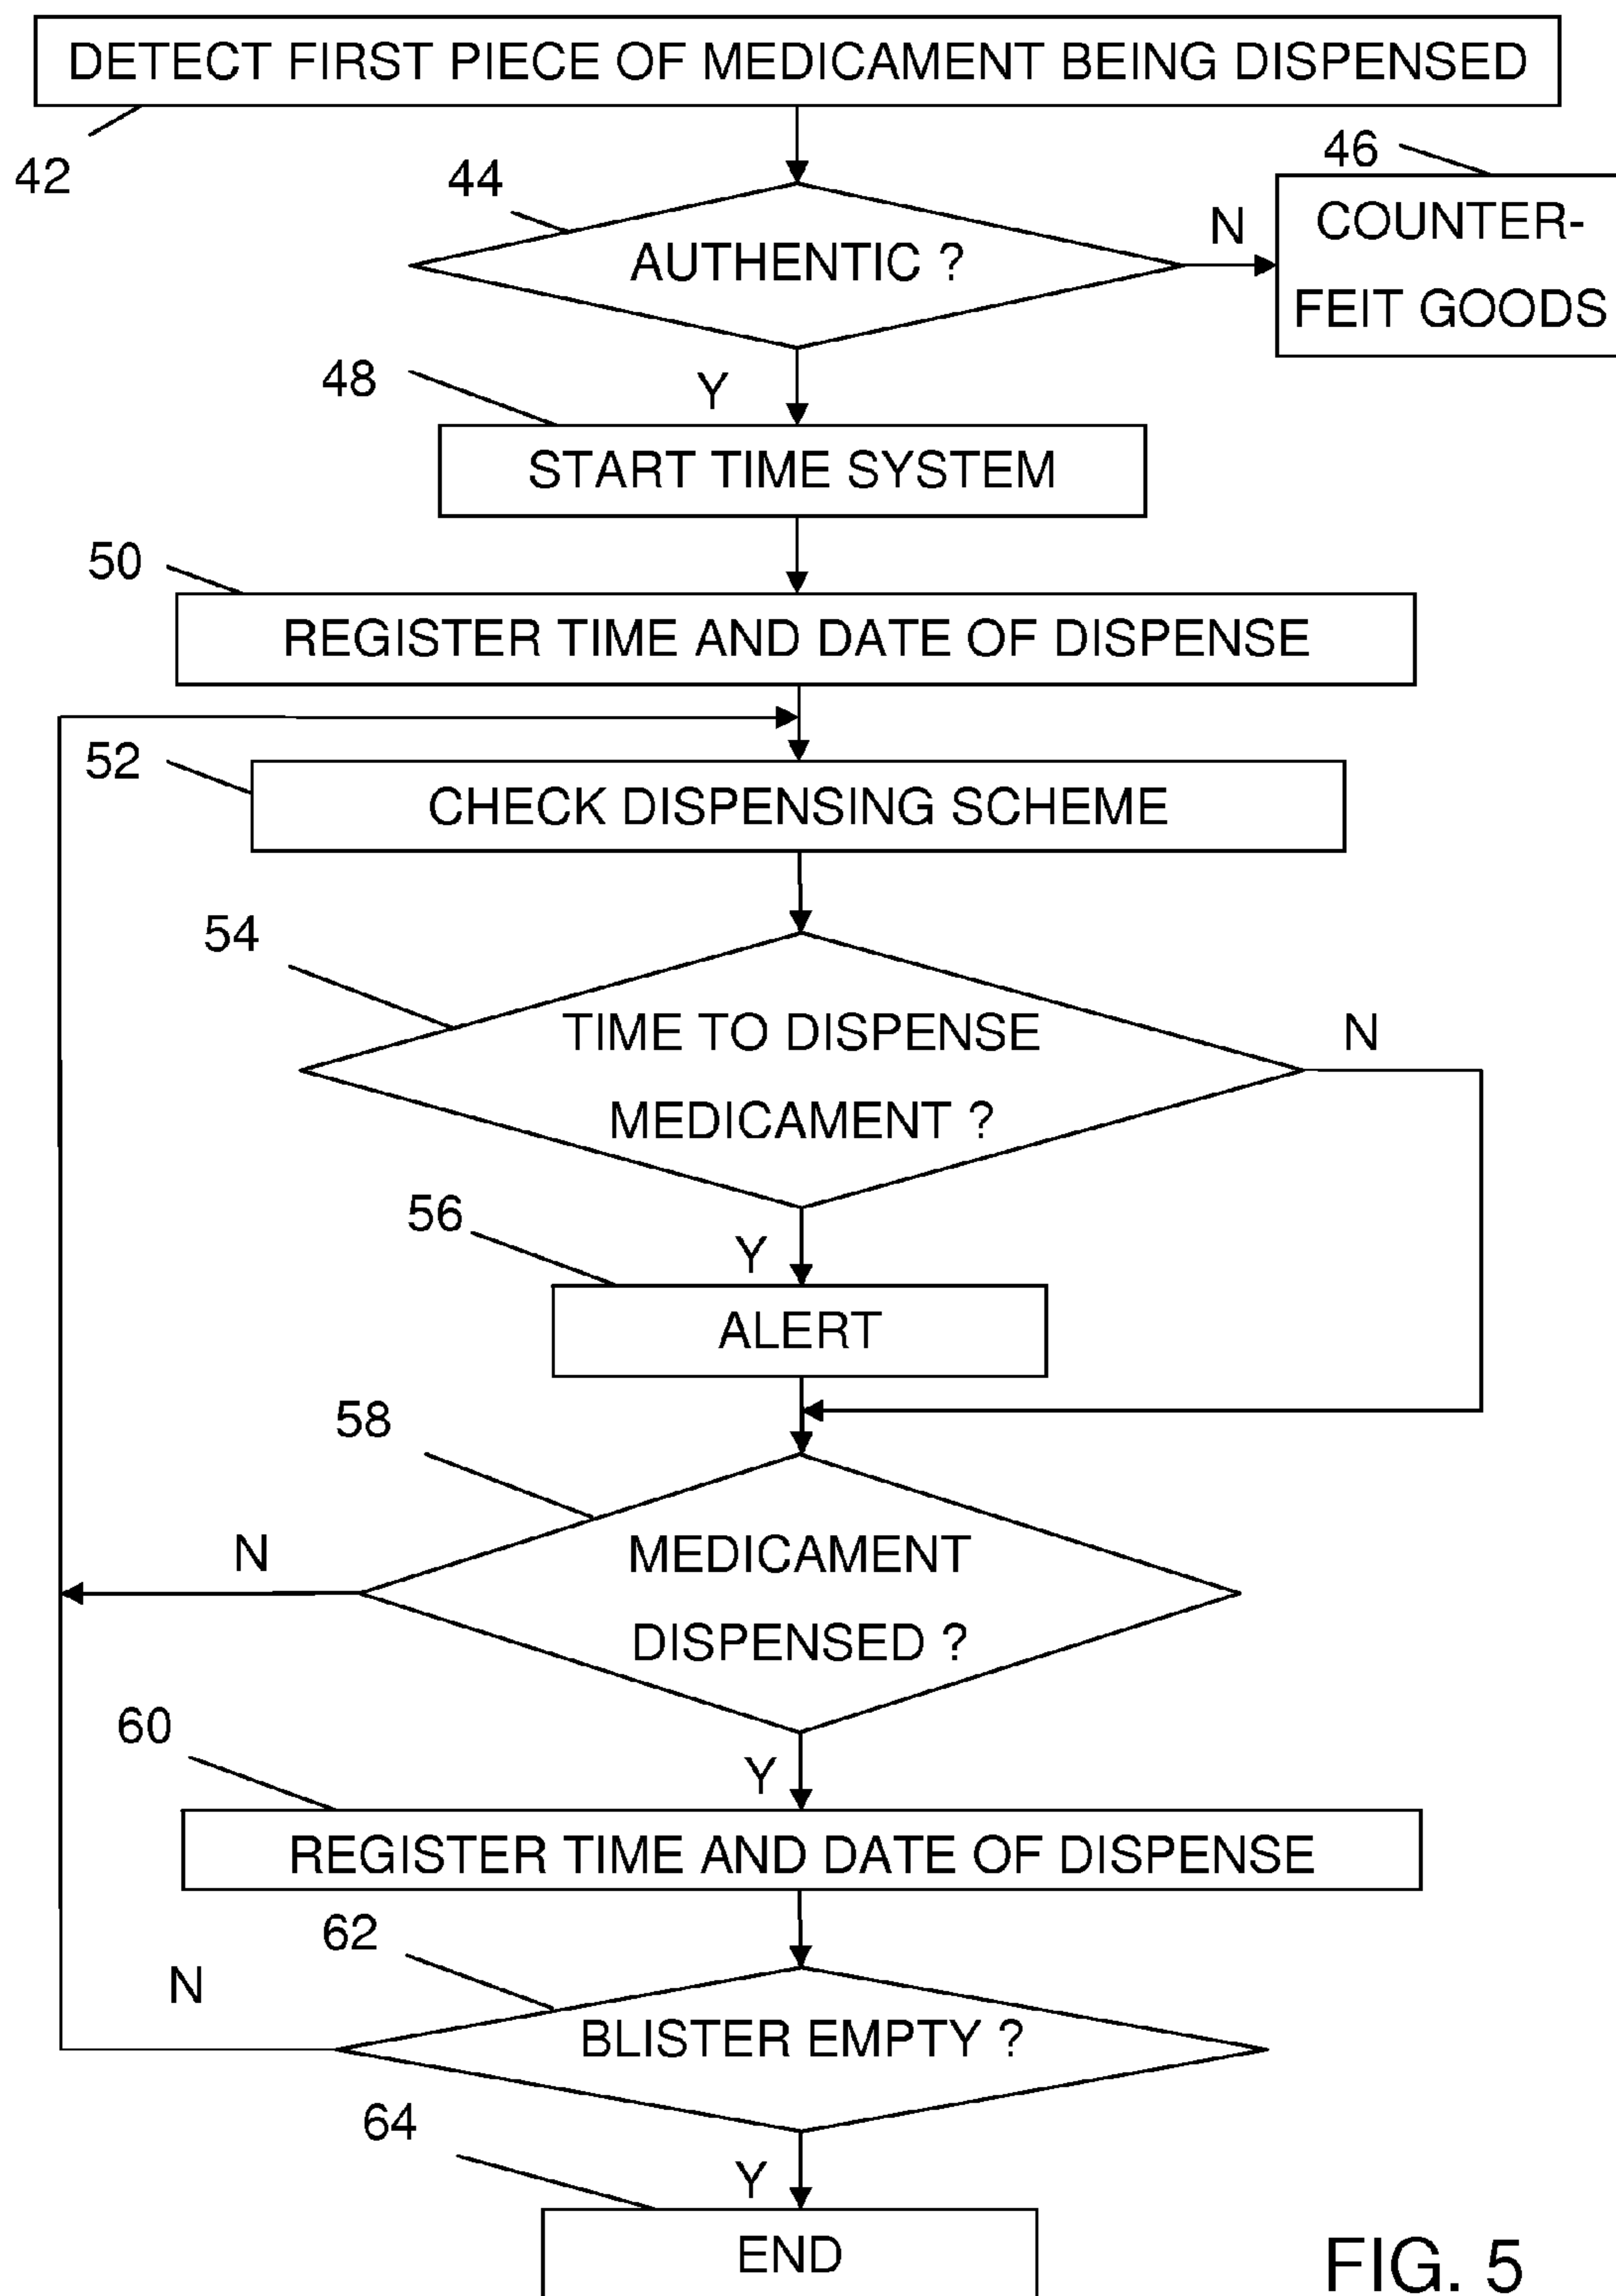 DETECT FIRST PIECE OF MEDICAMENT BEING DISPENSED
42
44
46
AUTHENTIC ?
N
COUNTER-
FEIT GOODS
48
Y
START TIME SYSTEM
50
REGISTER TIME AND DATE OF DISPENSE
52
CHECK DISPENSING SCHEME
54
TIME TO DISPENSE
MEDICAMENT ?
N
56
Y
ALERT
58
MEDICAMENT
DISPENSED ?
N
60
Y
REGISTER TIME AND DATE OF DISPENSE
62
N
BLISTER EMPTY ?
64
Y
END
FIG. 5